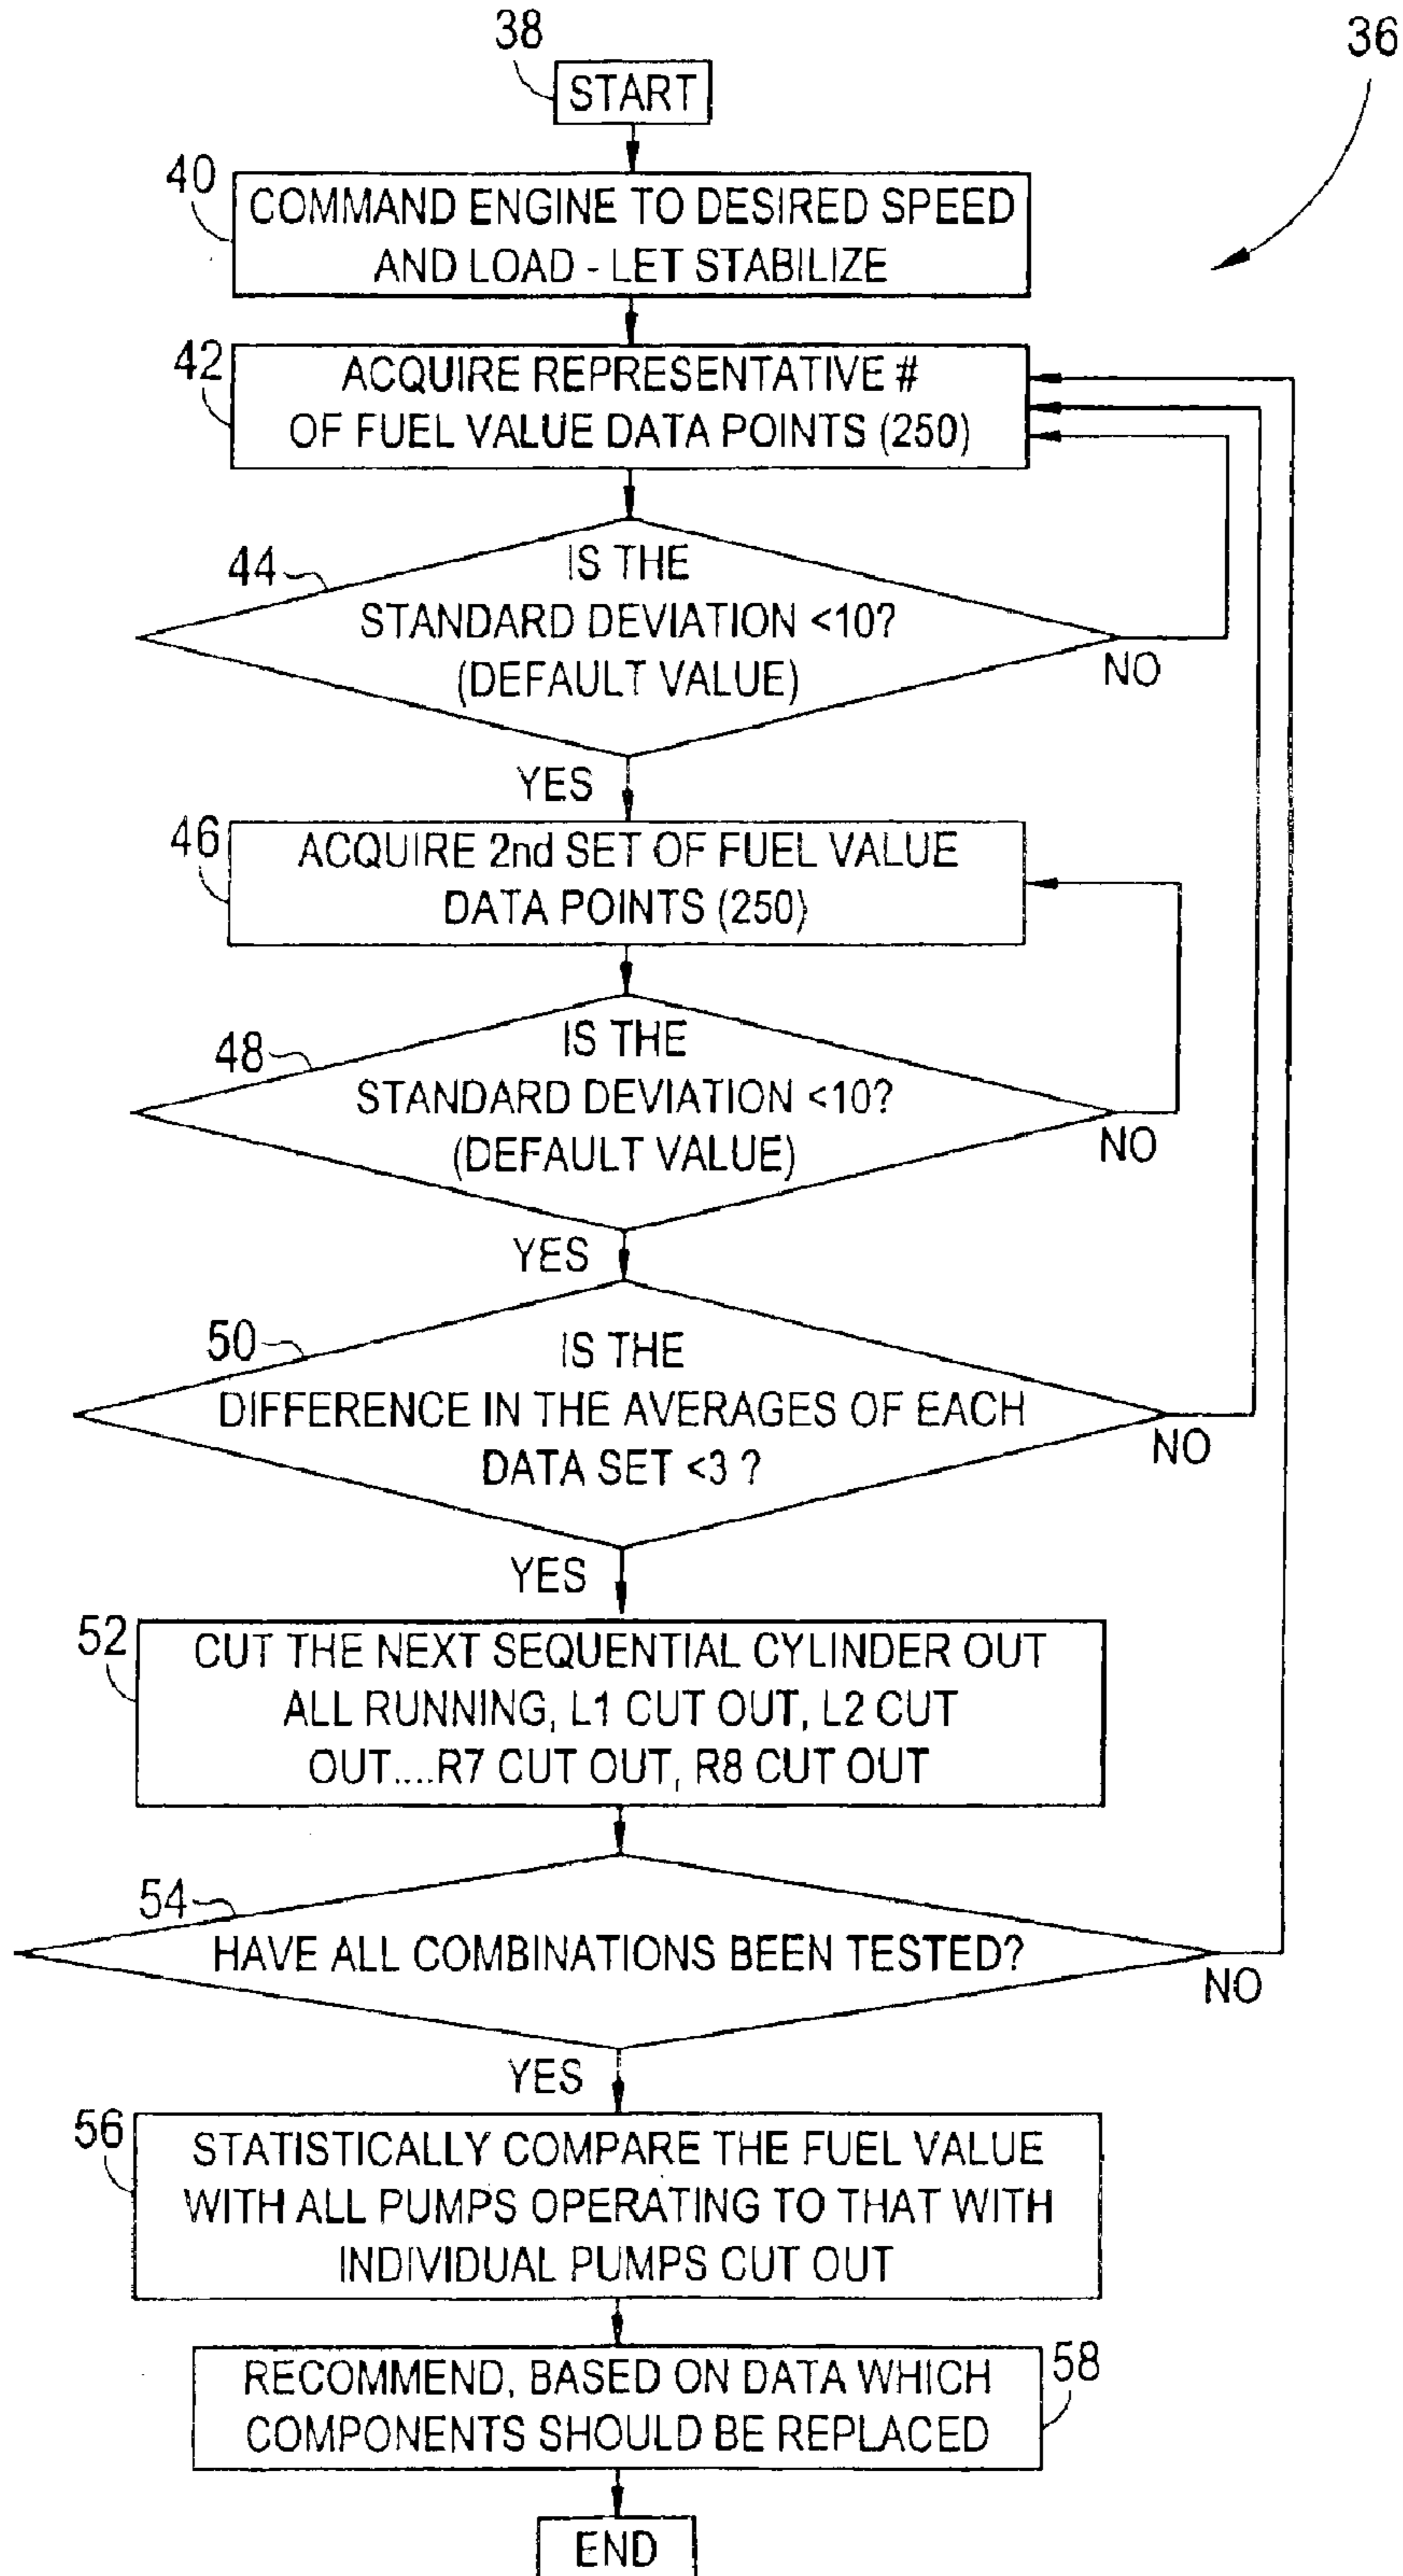 38
36
START
40
COMMAND ENGINE TO DESIRED SPEED
AND LOAD - LET STABILIZE
42
ACQUIRE REPRESENTATIVE #
OF FUEL VALUE DATA POINTS (250)
44
IS THE
STANDARD DEVIATION <10?
(DEFAULT VALUE)
NO
YES
46
ACQUIRE 2nd SET OF FUEL VALUE
DATA POINTS (250)
48
IS THE
STANDARD DEVIATION <10?
(DEFAULT VALUE)
NO
YES
50
IS THE
DIFFERENCE IN THE AVERAGES OF EACH
DATA SET <3 ?
NO
YES
52
CUT THE NEXT SEQUENTIAL CYLINDER OUT
ALL RUNNING, L1 CUT OUT, L2 CUT
OUT....R7 CUT OUT, R8 CUT OUT
54
HAVE ALL COMBINATIONS BEEN TESTED?
NO
YES
56
STATISTICALLY COMPARE THE FUEL VALUE
WITH ALL PUMPS OPERATING TO THAT WITH
INDIVIDUAL PUMPS CUT OUT
58
RECOMMEND, BASED ON DATA WHICH
COMPONENTS SHOULD BE REPLACED
END